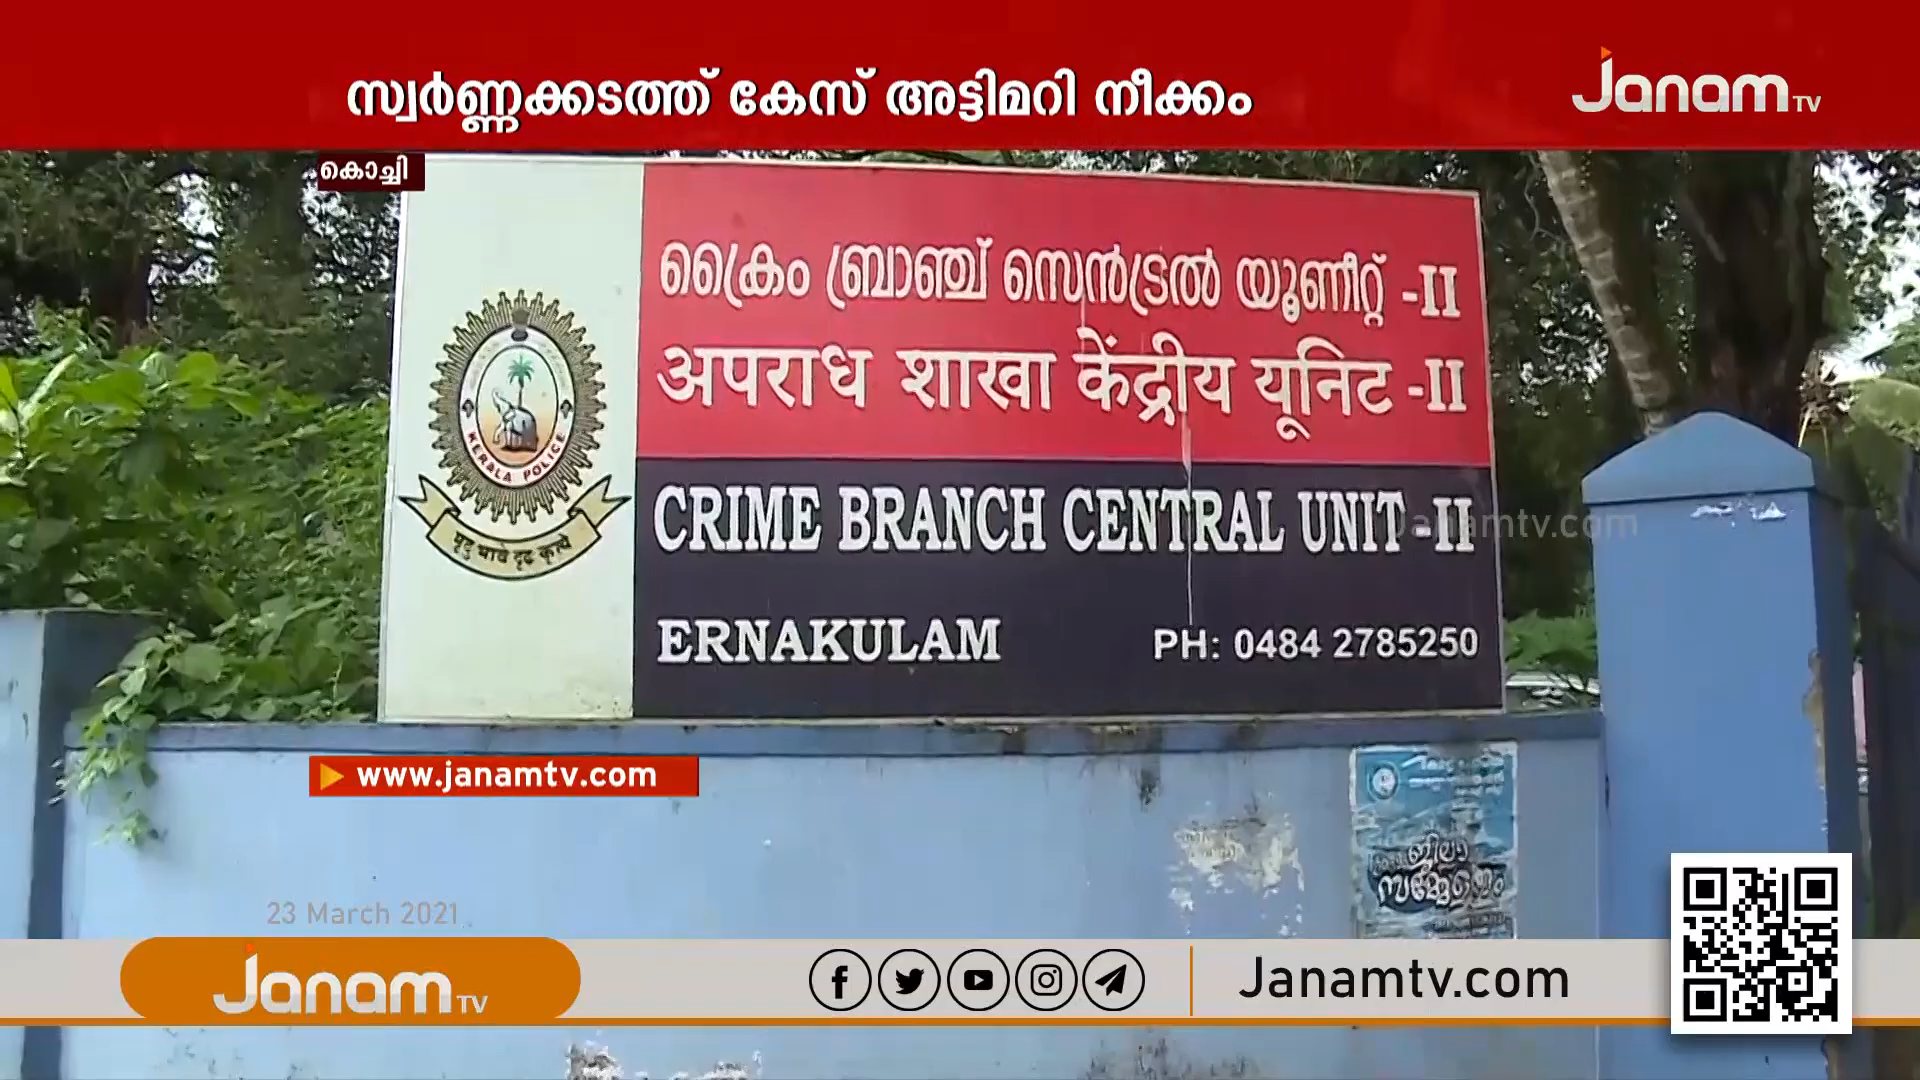 സ്വർണ്ണക്കടത്ത് കേസ് അട്ടിമറി നീക്കം
Janam TV
കൊച്ചി
ക്രൈം ബ്രാഞ്ച് സെൻട്രൽ യൂണീറ്റ് -II
अपराध शाखा केंद्रीय यूनिट -II
KERALA POLICE
मृदु भावे दृढ कृत्ये
CRIME BRANCH CENTRAL UNIT -II
Janamtv.com
ERNAKULAM PH: 0484 2785250
www.janamtv.com
ജില്ലാ
സമ്മേളനം
23 March 2021
Janam TV
Janamtv.com